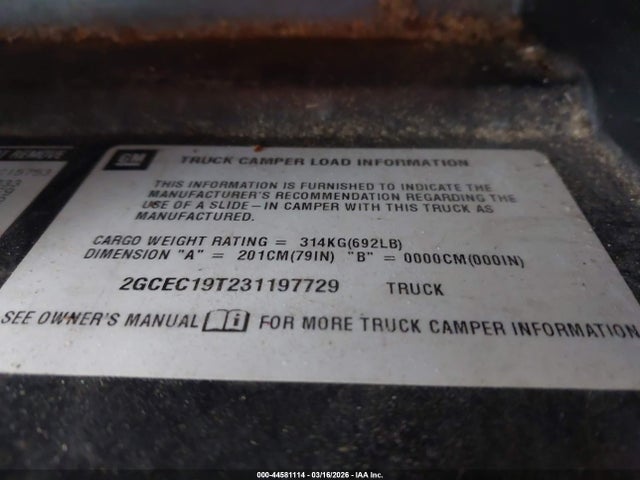 T REMOVE
GM
TRUCK CAMPER LOAD INFORMATION
THIS INFORMATION IS FURNISHED TO INDICATE THE
MANUFACTURER'S RECOMMENDATION REGARDING THE
USE OF A SLIDE-IN CAMPER WITH THIS TRUCK AS
MANUFACTURED.
CARGO WEIGHT RATING = 314KG(692LB)
DIMENSION "A" = 201CM(79IN) "B" = 0000CM(000IN)
2GCEC19T231197729 TRUCK
SEE OWNER'S MANUAL i FOR MORE TRUCK CAMPER INFORMATION
000-44581114 | 03/16/2026 | IAA Inc.